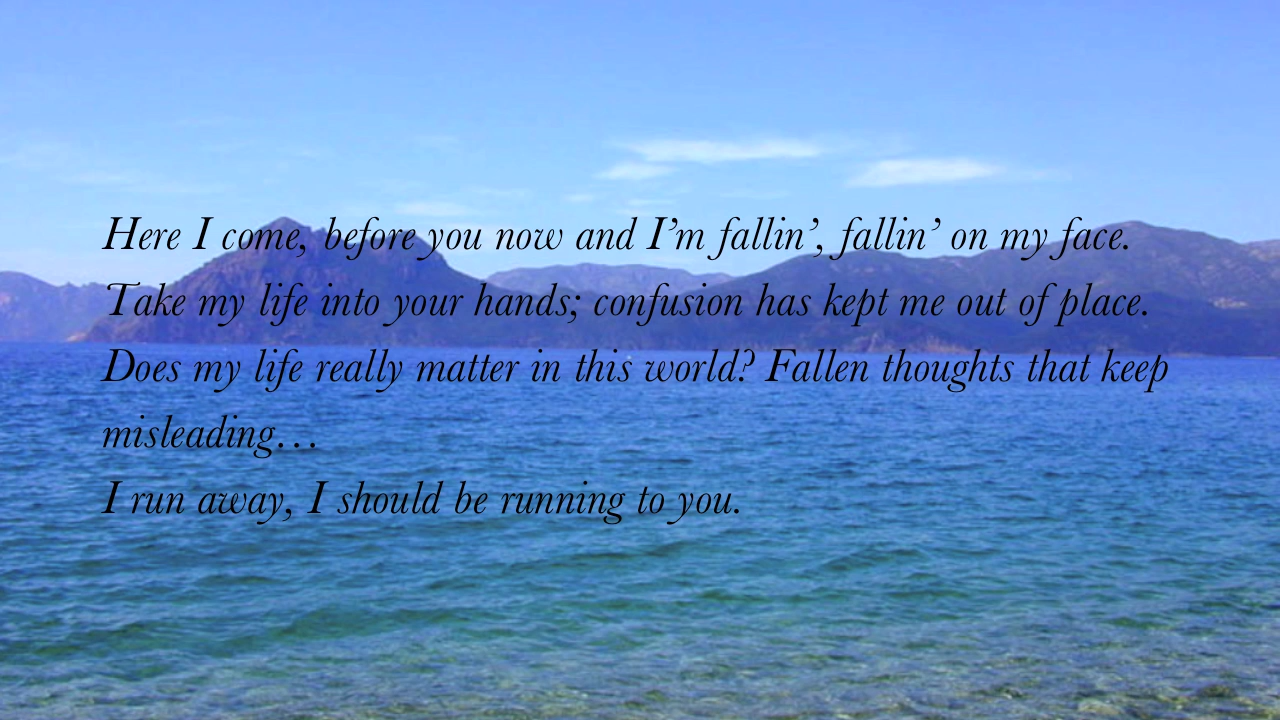 Here I come, before you now and I’m fallin’, fallin’ on my face.
Take my life into your hands; confusion has kept me out of place.
Does my life really matter in this world? Fallen thoughts that keep
misleading…
I run away, I should be running to you.